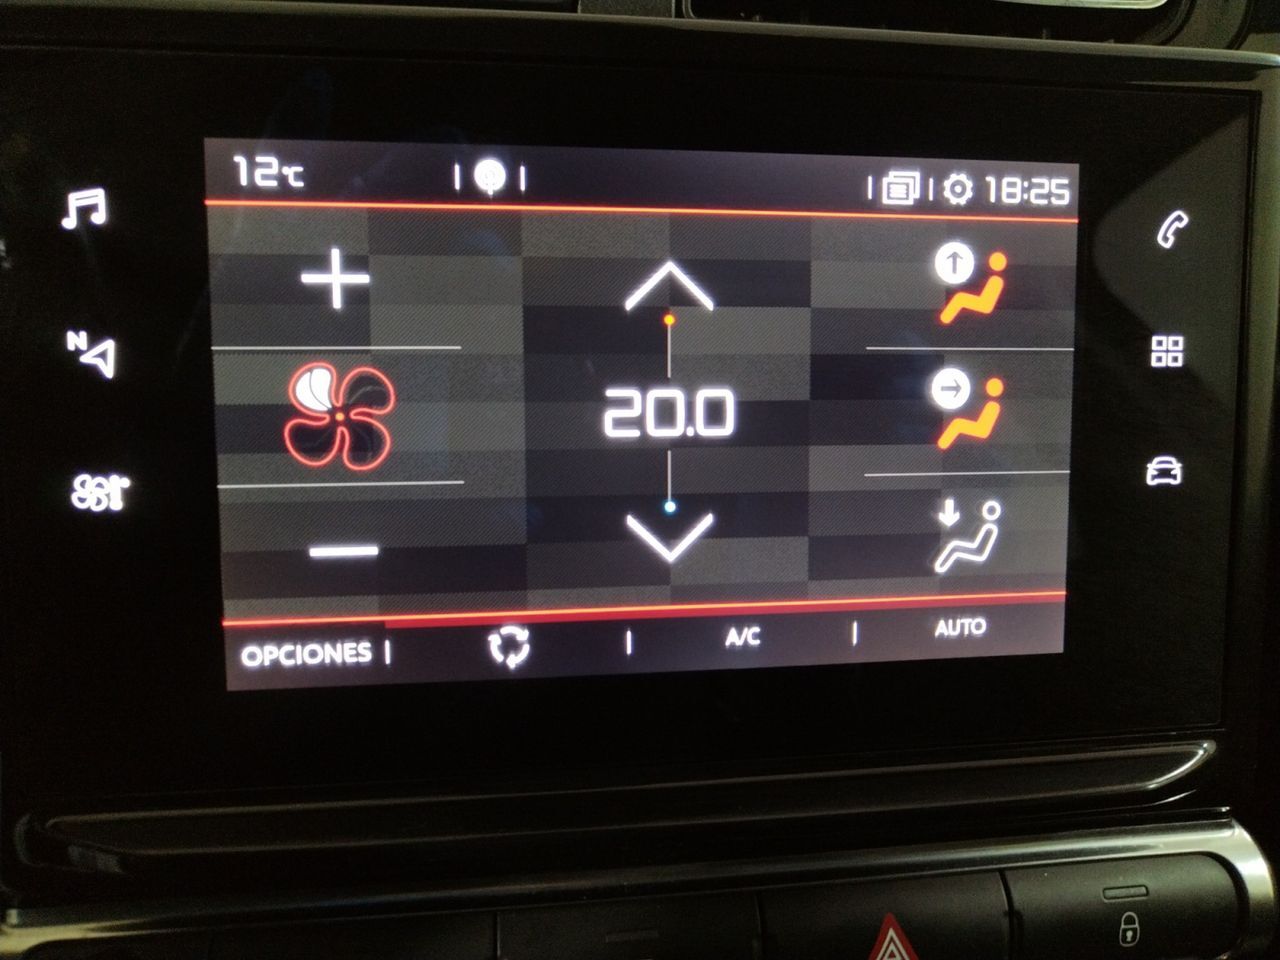 12°C
18:25
N
20.0
OPCIONES
A/C
AUTO